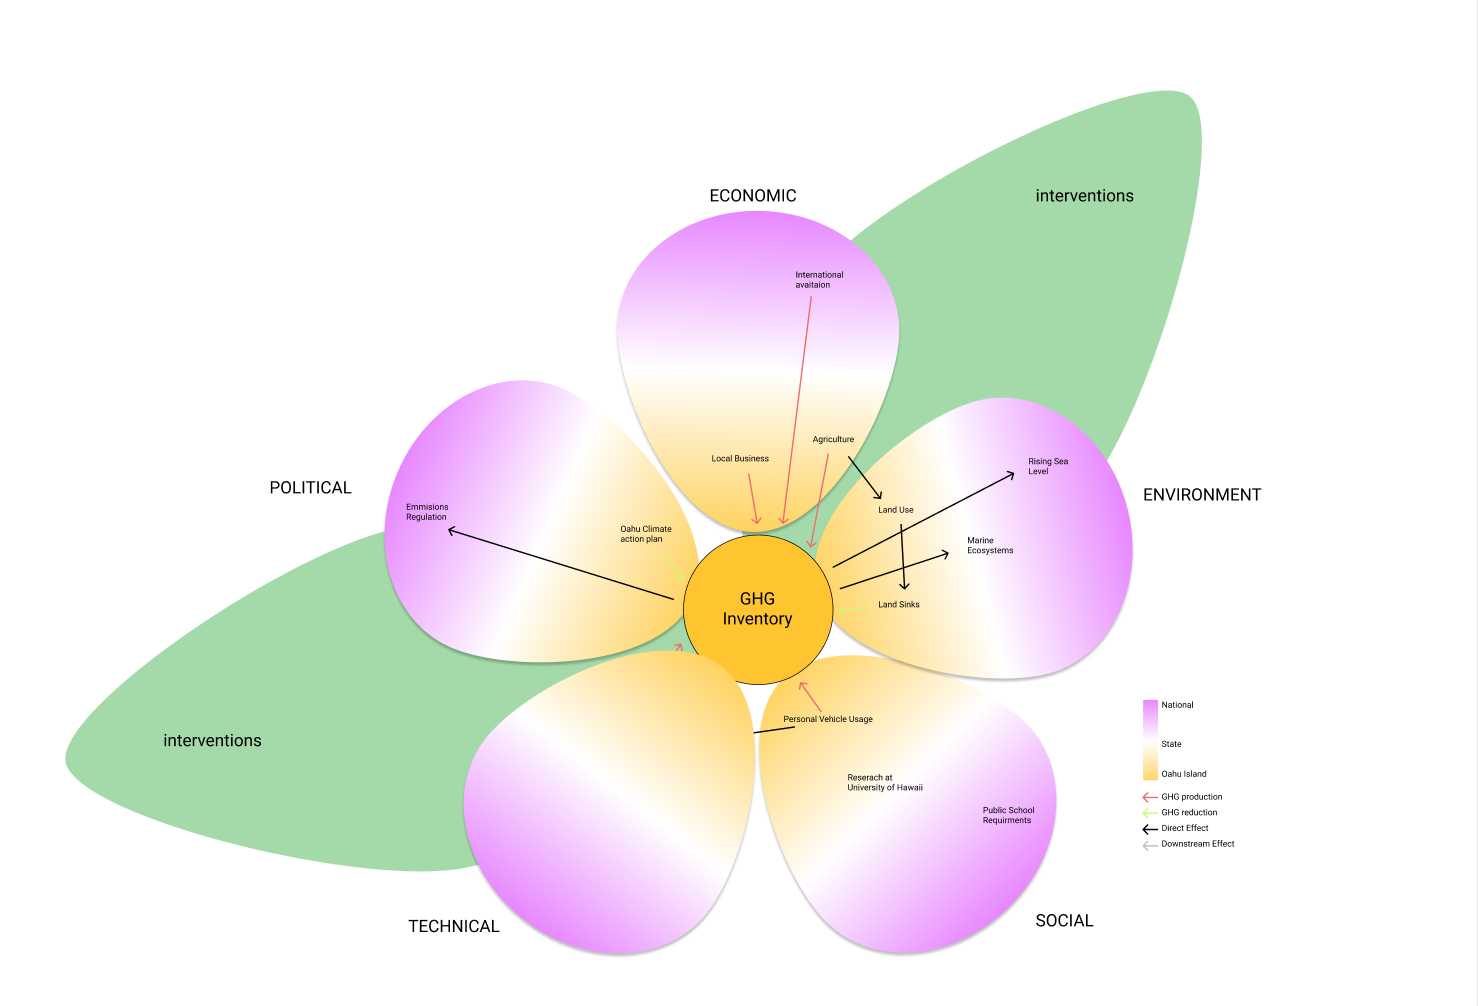 ECONOMIC
interventions
International
avaitaion
Agriculture
Local Business
POLITICAL
Emmisions
Regulation
Oahu Climate
action plan
Rising Sea
Level
ENVIRONMENT
Land Use
Marine
Ecosystems
Land Sinks
GHG
Inventory
interventions
Personal Vehicle Usage
Reserach at
University of Hawaii
Public School
Requirments
TECHNICAL
SOCIAL
National
State
Oahu Island
GHG production
GHG reduction
Direct Effect
Downstream Effect